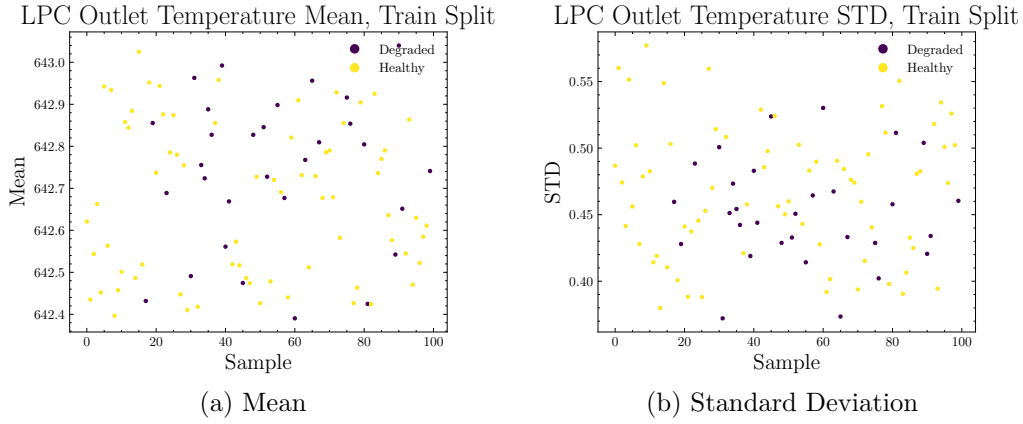 LPC Outlet Temperature Mean, Train Split
Degraded
Healthy
643.0
642.9
642.8
642.7
642.6
642.5
642.4
Mean
0
20
40
60
80
100
Sample
(a) Mean
LPC Outlet Temperature STD, Train Split
Degraded
Healthy
0.55
0.50
0.45
0.40
STD
0
20
40
60
80
100
Sample
(b) Standard Deviation